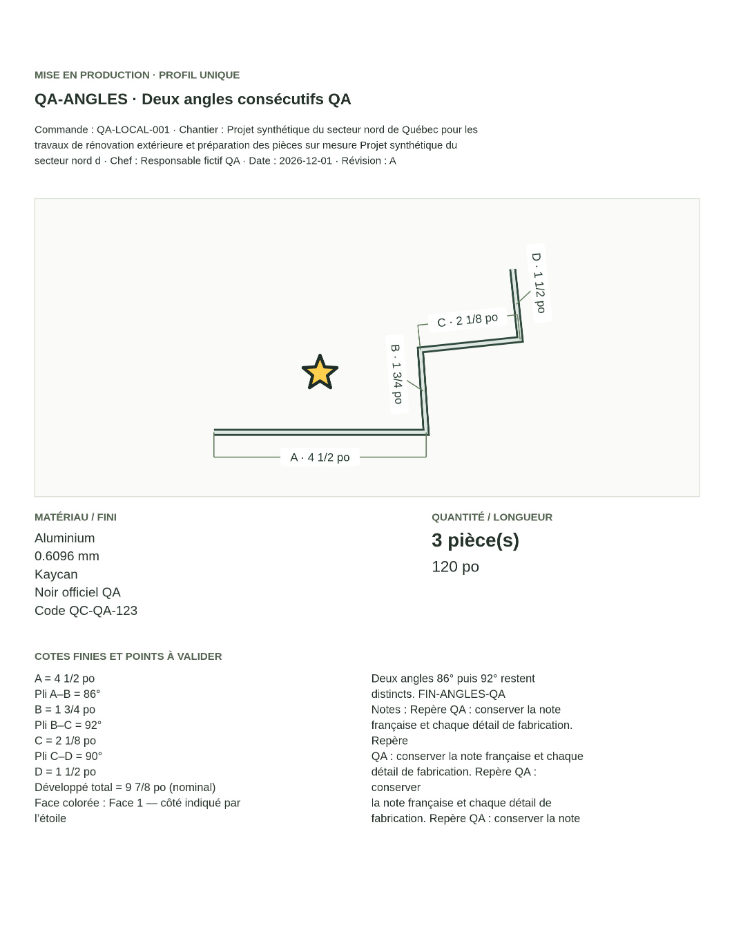 MISE EN PRODUCTION · PROFIL UNIQUE
QA-ANGLES · Deux angles consécutifs QA
Commande : QA-LOCAL-001 · Chantier : Projet synthétique du secteur nord de Québec pour les
travaux de rénovation extérieure et préparation des pièces sur mesure Projet synthétique du
secteur nord d · Chef : Responsable fictif QA · Date : 2026-12-01 · Révision : A
D · 1 1/2 po
C · 2 1/8 po
B · 1 3/4 po
A · 4 1/2 po
MATÉRIAU / FINI
Aluminium
0.6096 mm
Kaycan
Noir officiel QA
Code QC-QA-123
QUANTITÉ / LONGUEUR
3 pièce(s)
120 po
COTES FINIES ET POINTS À VALIDER
A = 4 1/2 po
Pli A–B = 86°
B = 1 3/4 po
Pli B–C = 92°
C = 2 1/8 po
Pli C–D = 90°
D = 1 1/2 po
Développé total = 9 7/8 po (nominal)
Face colorée : Face 1 — côté indiqué par
l'étoile
Deux angles 86° puis 92° restent
distincts. FIN-ANGLES-QA
Notes : Repère QA : conserver la note
française et chaque détail de fabrication.
Repère
QA : conserver la note française et chaque
détail de fabrication. Repère QA :
conserver
la note française et chaque détail de
fabrication. Repère QA : conserver la note